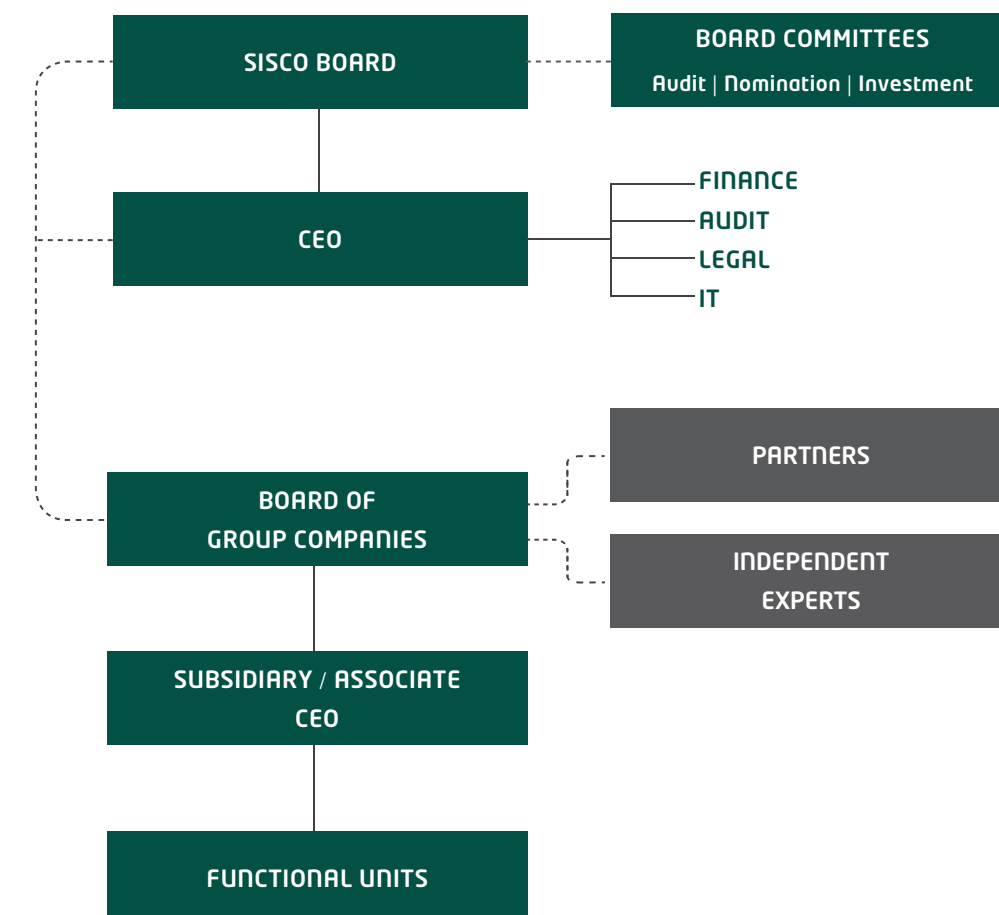 SISCO BOARD
BOARD COMMITTEES
Audit | Nomination | Investment
CEO
FINANCE
AUDIT
LEGAL
IT
PARTNERS
BOARD OF
GROUP COMPANIES
INDEPENDENT
EXPERTS
SUBSIDIARY / ASSOCIATE
CEO
FUNCTIONAL UNITS